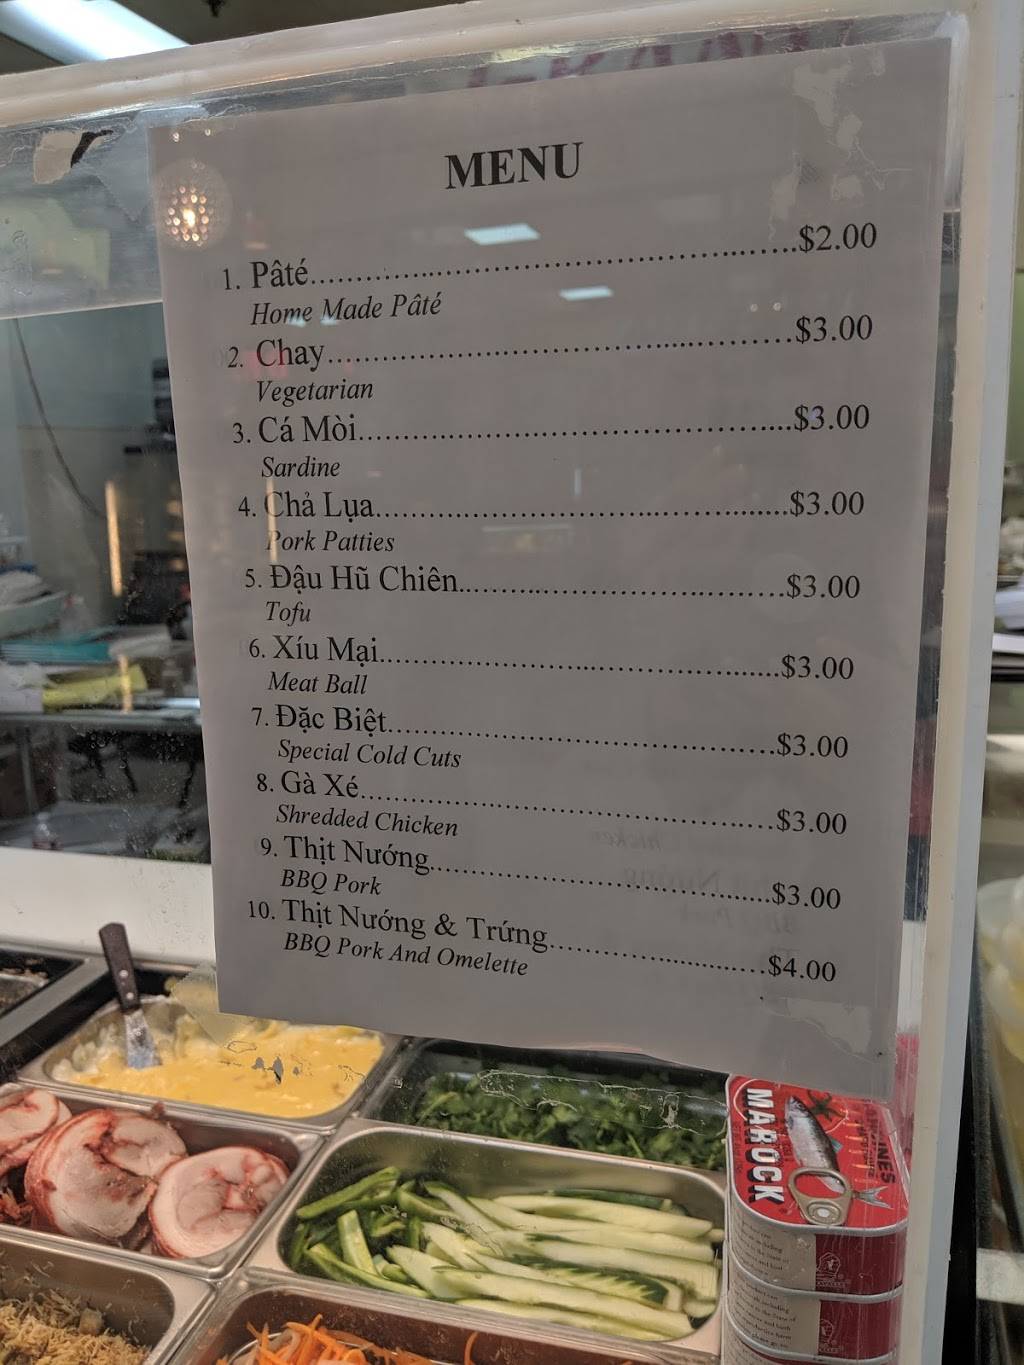 MENU
1. Pâté..........$2.00
Home Made Pâté
2. Chay..........$3.00
Vegetarian
3. Cá Mòi..........$3.00
Sardine
4. Chả Lụa..........$3.00
Pork Patties
5. Đậu Hũ Chiên..........$3.00
Tofu
6. Xíu Mại..........$3.00
Meat Ball
7. Đặc Biệt..........$3.00
Special Cold Cuts
8. Gà Xé..........$3.00
Shredded Chicken
9. Thịt Nướng..........$3.00
BBQ Pork
10. Thịt Nướng & Trứng..........$4.00
BBQ Pork And Omelette
MAROCK